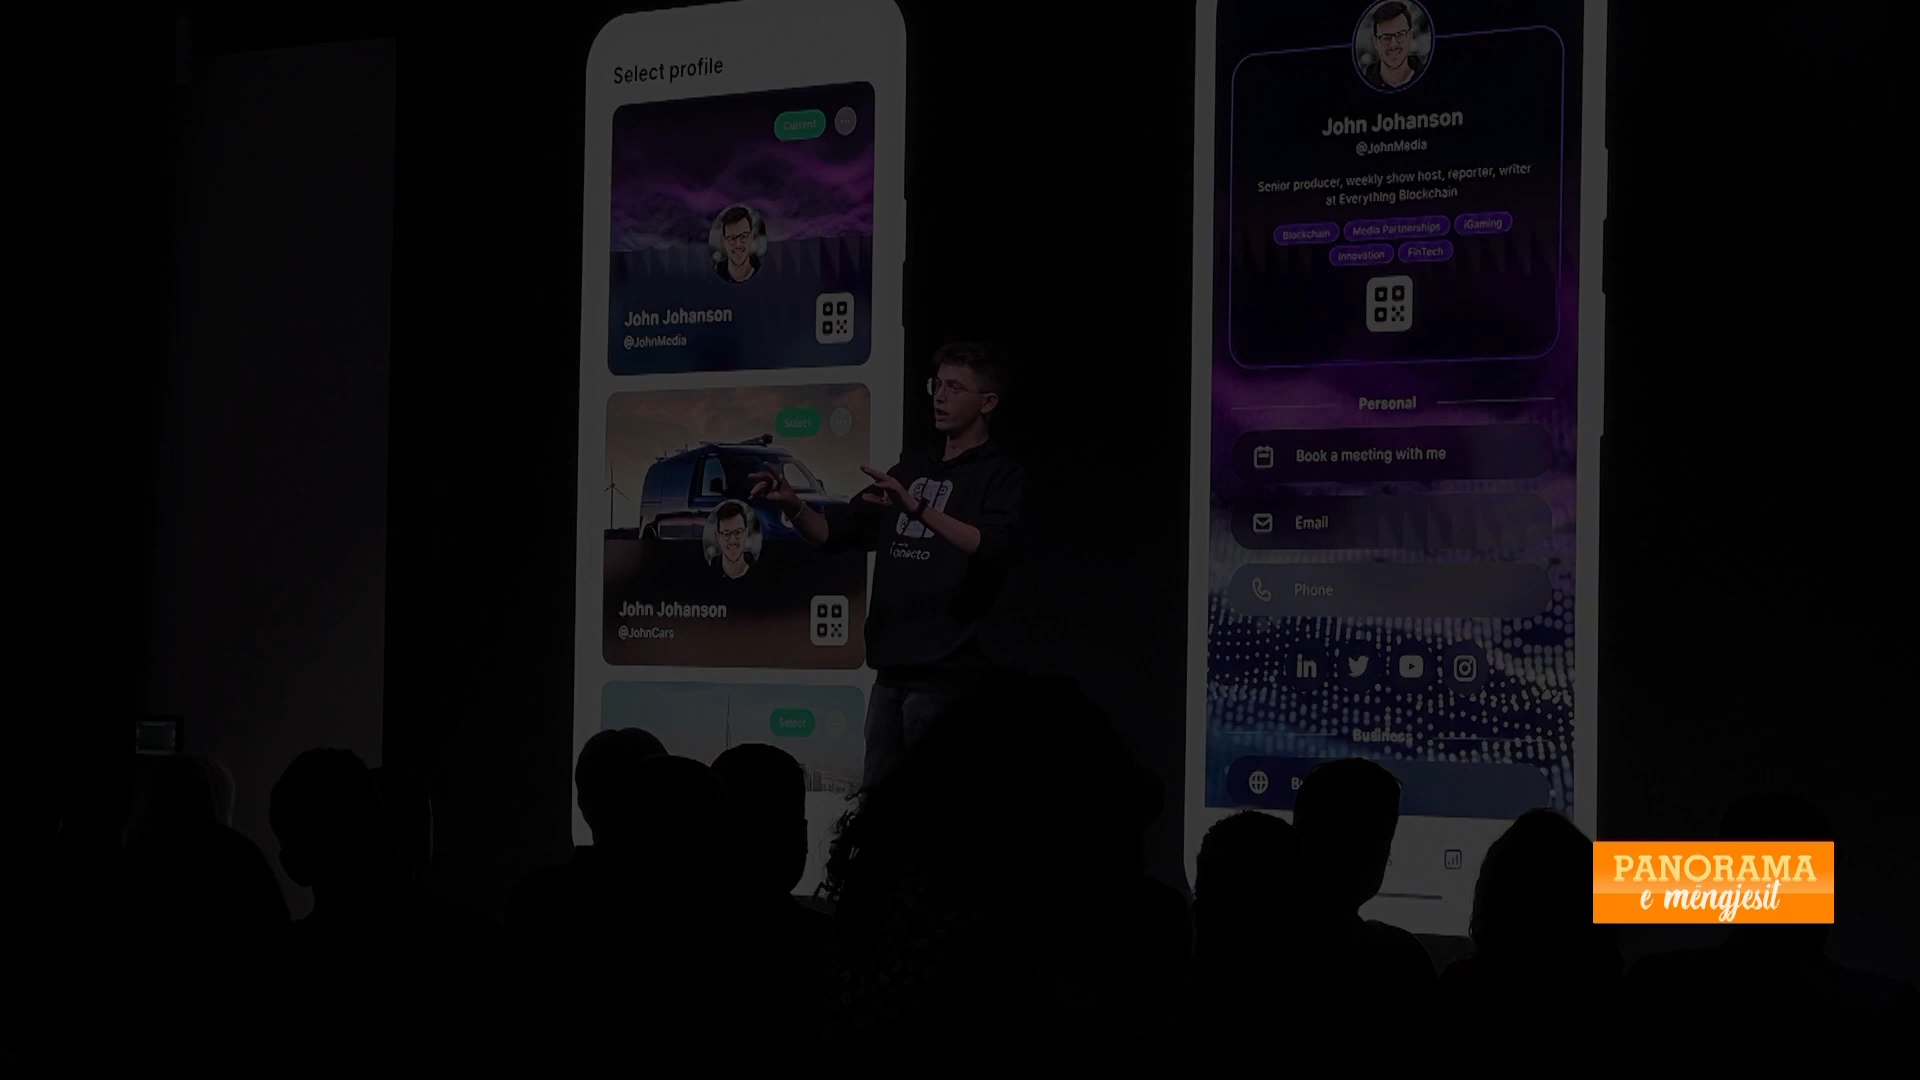 Select profile
Current
John Johanson
@JohnMedia
Select
John Johanson
@JohnCars
Select
John Johanson
@JohnMedia
Senior producer, weekly show host, reporter, writer
at Everything Blockchain
Blockchain Media Partnerships iGaming
Innovation FinTech
Personal
Book a meeting with me
Email
Phone
in
Business
PANORAMA
e mëngjesit